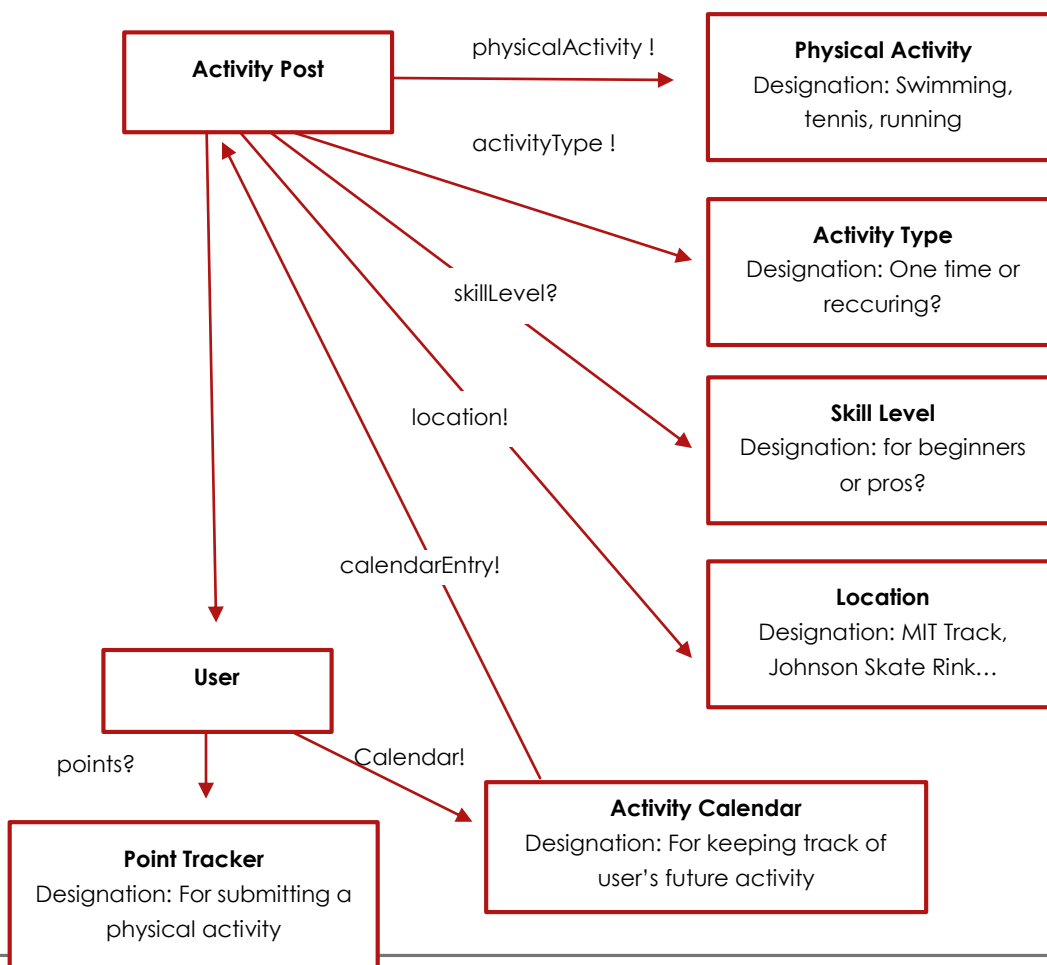 Activity Post
physicalActivity !
Physical Activity
Designation: Swimming,
tennis, running
activityType !
Activity Type
Designation: One time or
reccuring?
skillLevel?
Skill Level
Designation: for beginners
or pros?
location!
calendarEntry!
Location
Designation: MIT Track,
Johnson Skate Rink…
User
points?
Calendar!
Activity Calendar
Designation: For keeping track of
user’s future activity
Point Tracker
Designation: For submitting a
physical activity